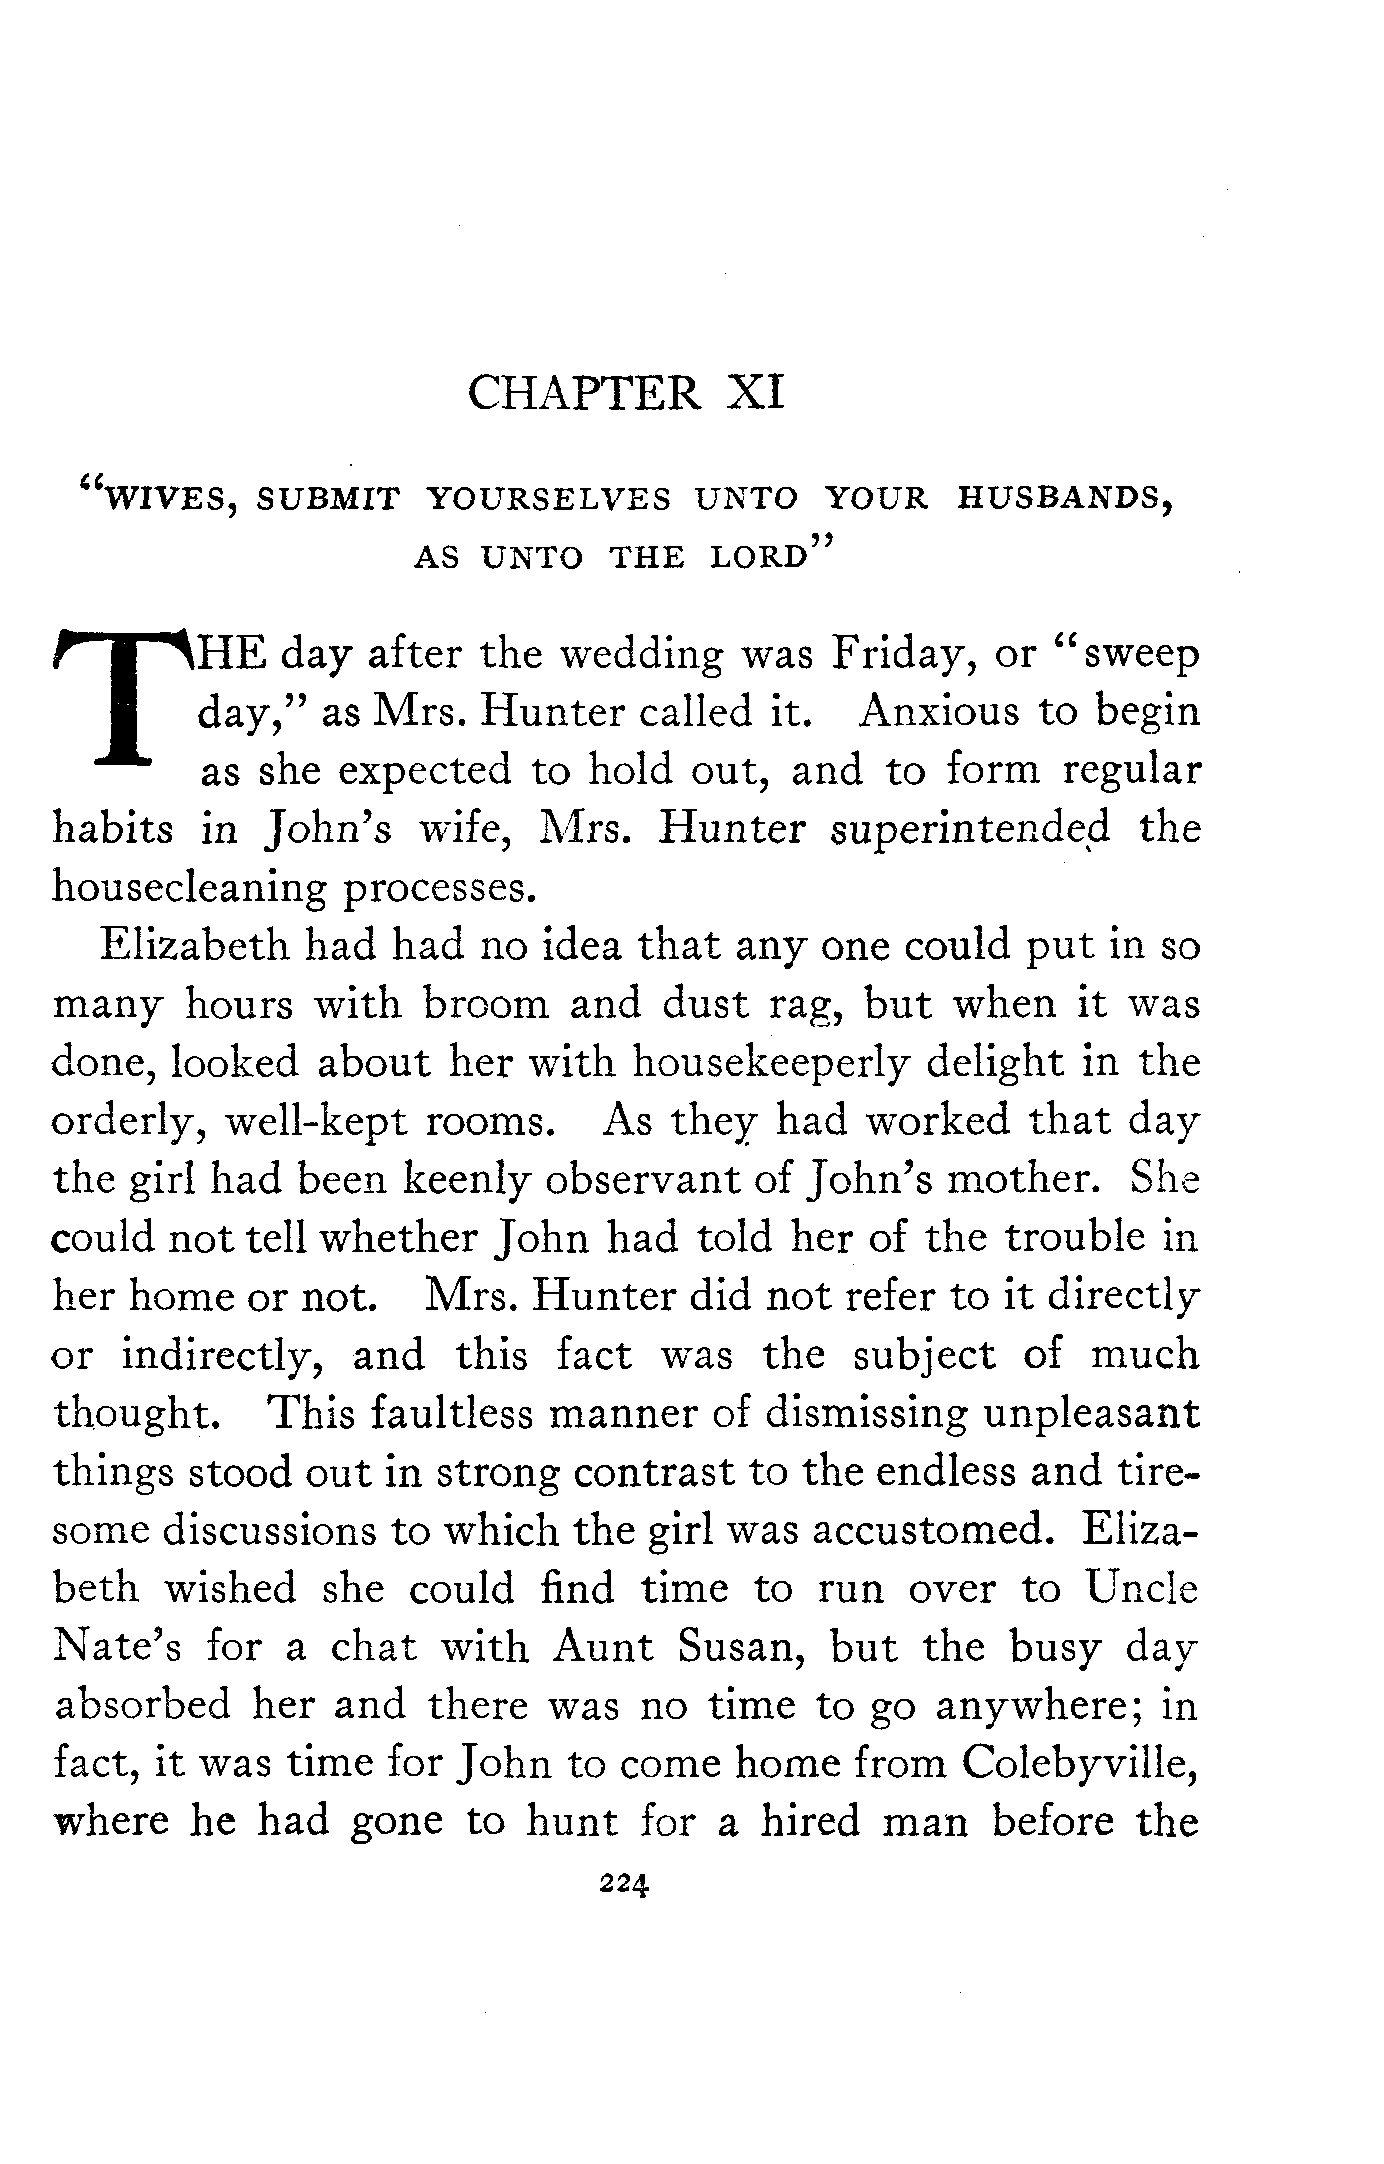 CHAPTER XI
“WIVES, SUBMIT YOURSELVES UNTO YOUR HUSBANDS,
AS UNTO THE LORD”
THE day after the wedding was Friday, or “sweep
day,” as Mrs. Hunter called it. Anxious to begin
as she expected to hold out, and to form regular
habits in John’s wife, Mrs. Hunter superintended the
housecleaning processes.
Elizabeth had had no idea that any one could put in so
many hours with broom and dust rag, but when it was
done, looked about her with housekeeperly delight in the
orderly, well-kept rooms. As they had worked that day
the girl had been keenly observant of John’s mother. She
could not tell whether John had told her of the trouble in
her home or not. Mrs. Hunter did not refer to it directly
or indirectly, and this fact was the subject of much
thought. This faultless manner of dismissing unpleasant
things stood out in strong contrast to the endless and tire-
some discussions to which the girl was accustomed. Eliza-
beth wished she could find time to run over to Uncle
Nate’s for a chat with Aunt Susan, but the busy day
absorbed her and there was no time to go anywhere; in
fact, it was time for John to come home from Colebyville,
where he had gone to hunt for a hired man before the
224